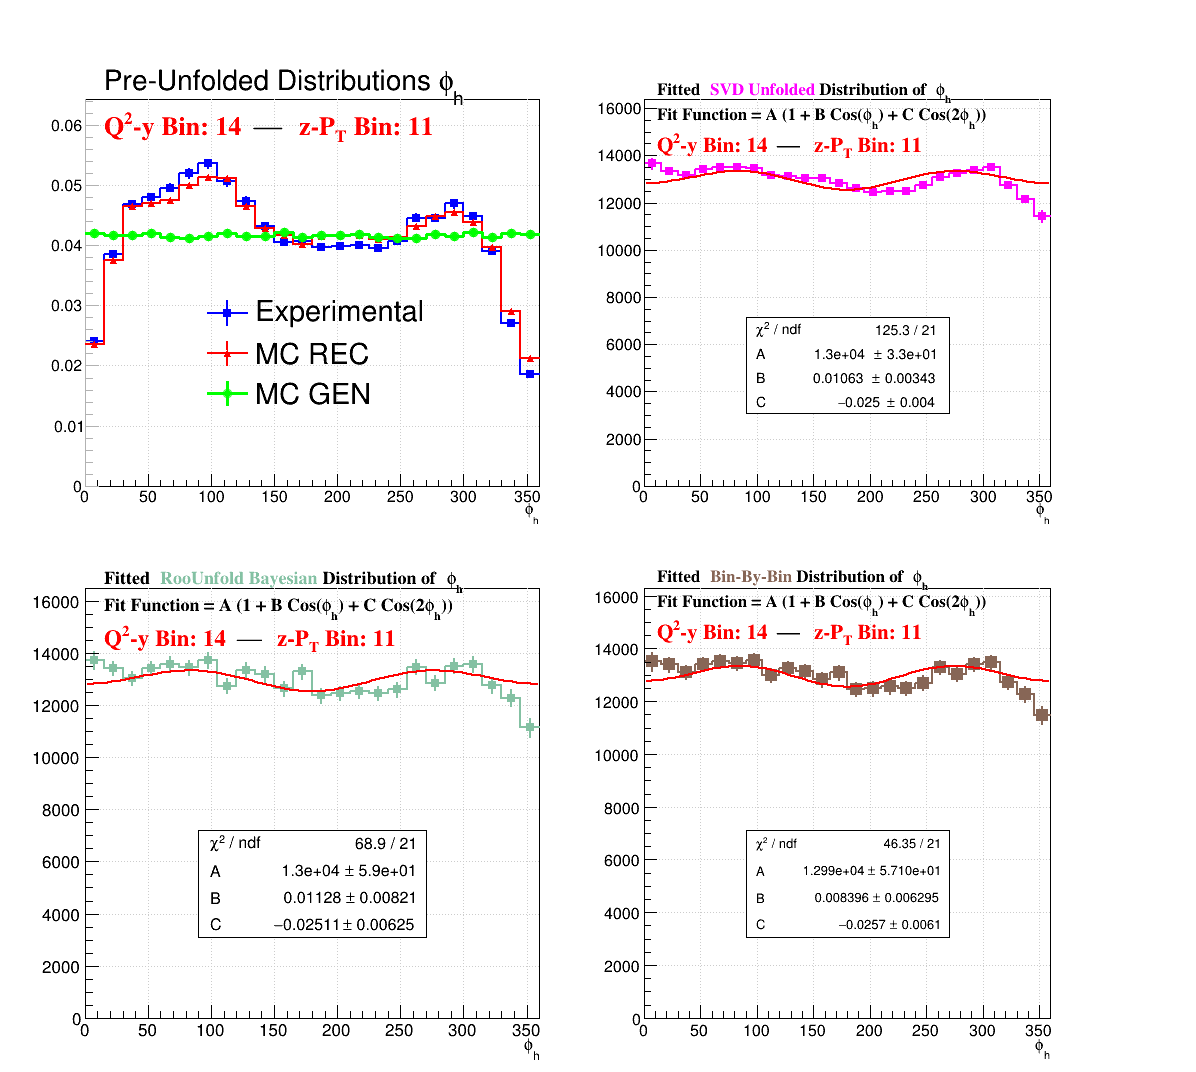 Pre-Unfolded Distributions ϕh
Q²-y Bin: 14 — z-PT Bin: 11
0.06
0.05
0.04
0.03
0.02
0.01
0
Experimental
MC REC
MC GEN
0 50 100 150 200 250 300 350
ϕh
Fitted SVD Unfolded Distribution of ϕh
Fit Function = A (1 + B Cos(ϕh) + C Cos(2ϕh))
Q²-y Bin: 14 — z-PT Bin: 11
16000
14000
12000
10000
8000
6000
4000
2000
0
χ² / ndf 125.3 / 21
A 1.3e+04 ± 3.3e+01
B 0.01063 ± 0.00343
C −0.025 ± 0.004
0 50 100 150 200 250 300 350
ϕh
Fitted RooUnfold Bayesian Distribution of ϕh
Fit Function = A (1 + B Cos(ϕh) + C Cos(2ϕh))
Q²-y Bin: 14 — z-PT Bin: 11
16000
14000
12000
10000
8000
6000
4000
2000
0
χ² / ndf 68.9 / 21
A 1.3e+04 ± 5.9e+01
B 0.01128 ± 0.00821
C −0.02511 ± 0.00625
0 50 100 150 200 250 300 350
ϕh
Fitted Bin-By-Bin Distribution of ϕh
Fit Function = A (1 + B Cos(ϕh) + C Cos(2ϕh))
Q²-y Bin: 14 — z-PT Bin: 11
16000
14000
12000
10000
8000
6000
4000
2000
0
χ² / ndf 46.35 / 21
A 1.299e+04 ± 5.710e+01
B 0.008396 ± 0.006295
C −0.0257 ± 0.0061
0 50 100 150 200 250 300 350
ϕh